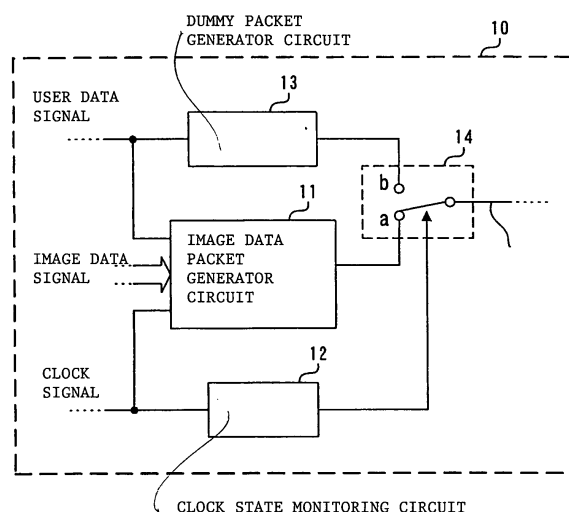 DUMMY PACKET
GENERATOR CIRCUIT
10
USER DATA
SIGNAL
13
14
b
a
11
IMAGE DATA
PACKET
GENERATOR
CIRCUIT
IMAGE DATA
SIGNAL
12
CLOCK
SIGNAL
CLOCK STATE MONITORING CIRCUIT